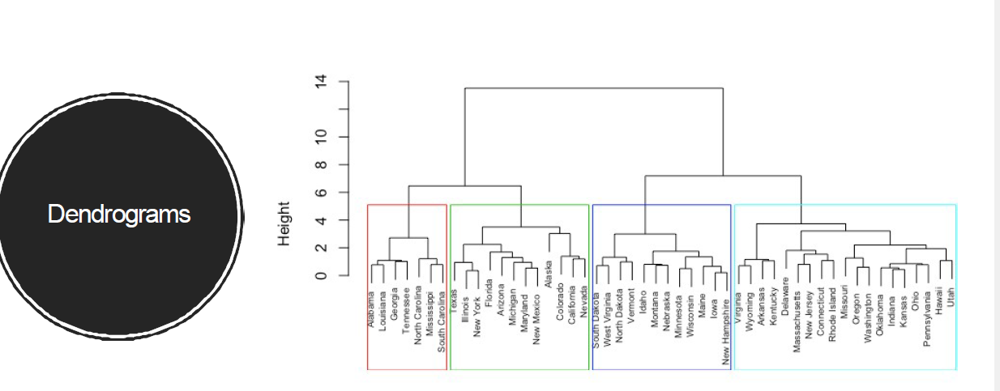 Dendrograms
Height
14
10
8
6
4
2
0
Alabama
Louisiana
Georgia
Tennessee
North Carolina
Mississippi
South Carolina
Texas
Illinois
New York
Florida
Arizona
Michigan
Maryland
New Mexico
Alaska
Colorado
California
Nevada
South Dakota
West Virginia
North Dakota
Vermont
Idaho
Montana
Nebraska
Minnesota
Wisconsin
Maine
Iowa
New Hampshire
Virginia
Wyoming
Arkansas
Kentucky
Delaware
Massachusetts
New Jersey
Connecticut
Rhode Island
Missouri
Oregon
Washington
Oklahoma
Indiana
Kansas
Ohio
Pennsylvania
Hawaii
Utah